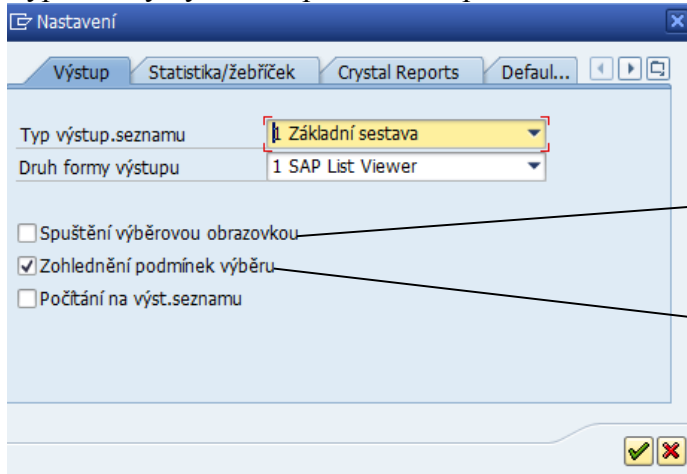 Nastavení
Výstup Statistika/žebříček Crystal Reports Defaul...
Typ výstup.seznamu 1 Základní sestava
Druh formy výstupu 1 SAP List Viewer
Spuštění výběrovou obrazovkou
Zohlednění podmínek výběru
Počítání na výst.seznamu